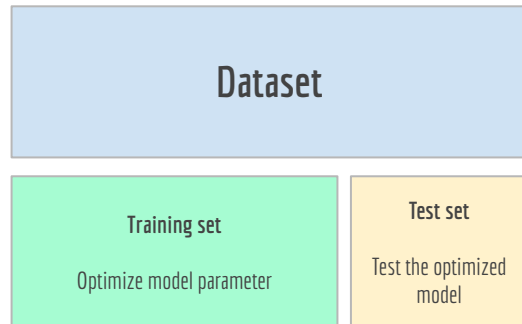 Dataset
Training set
Optimize model parameter
Test set
Test the optimized
model